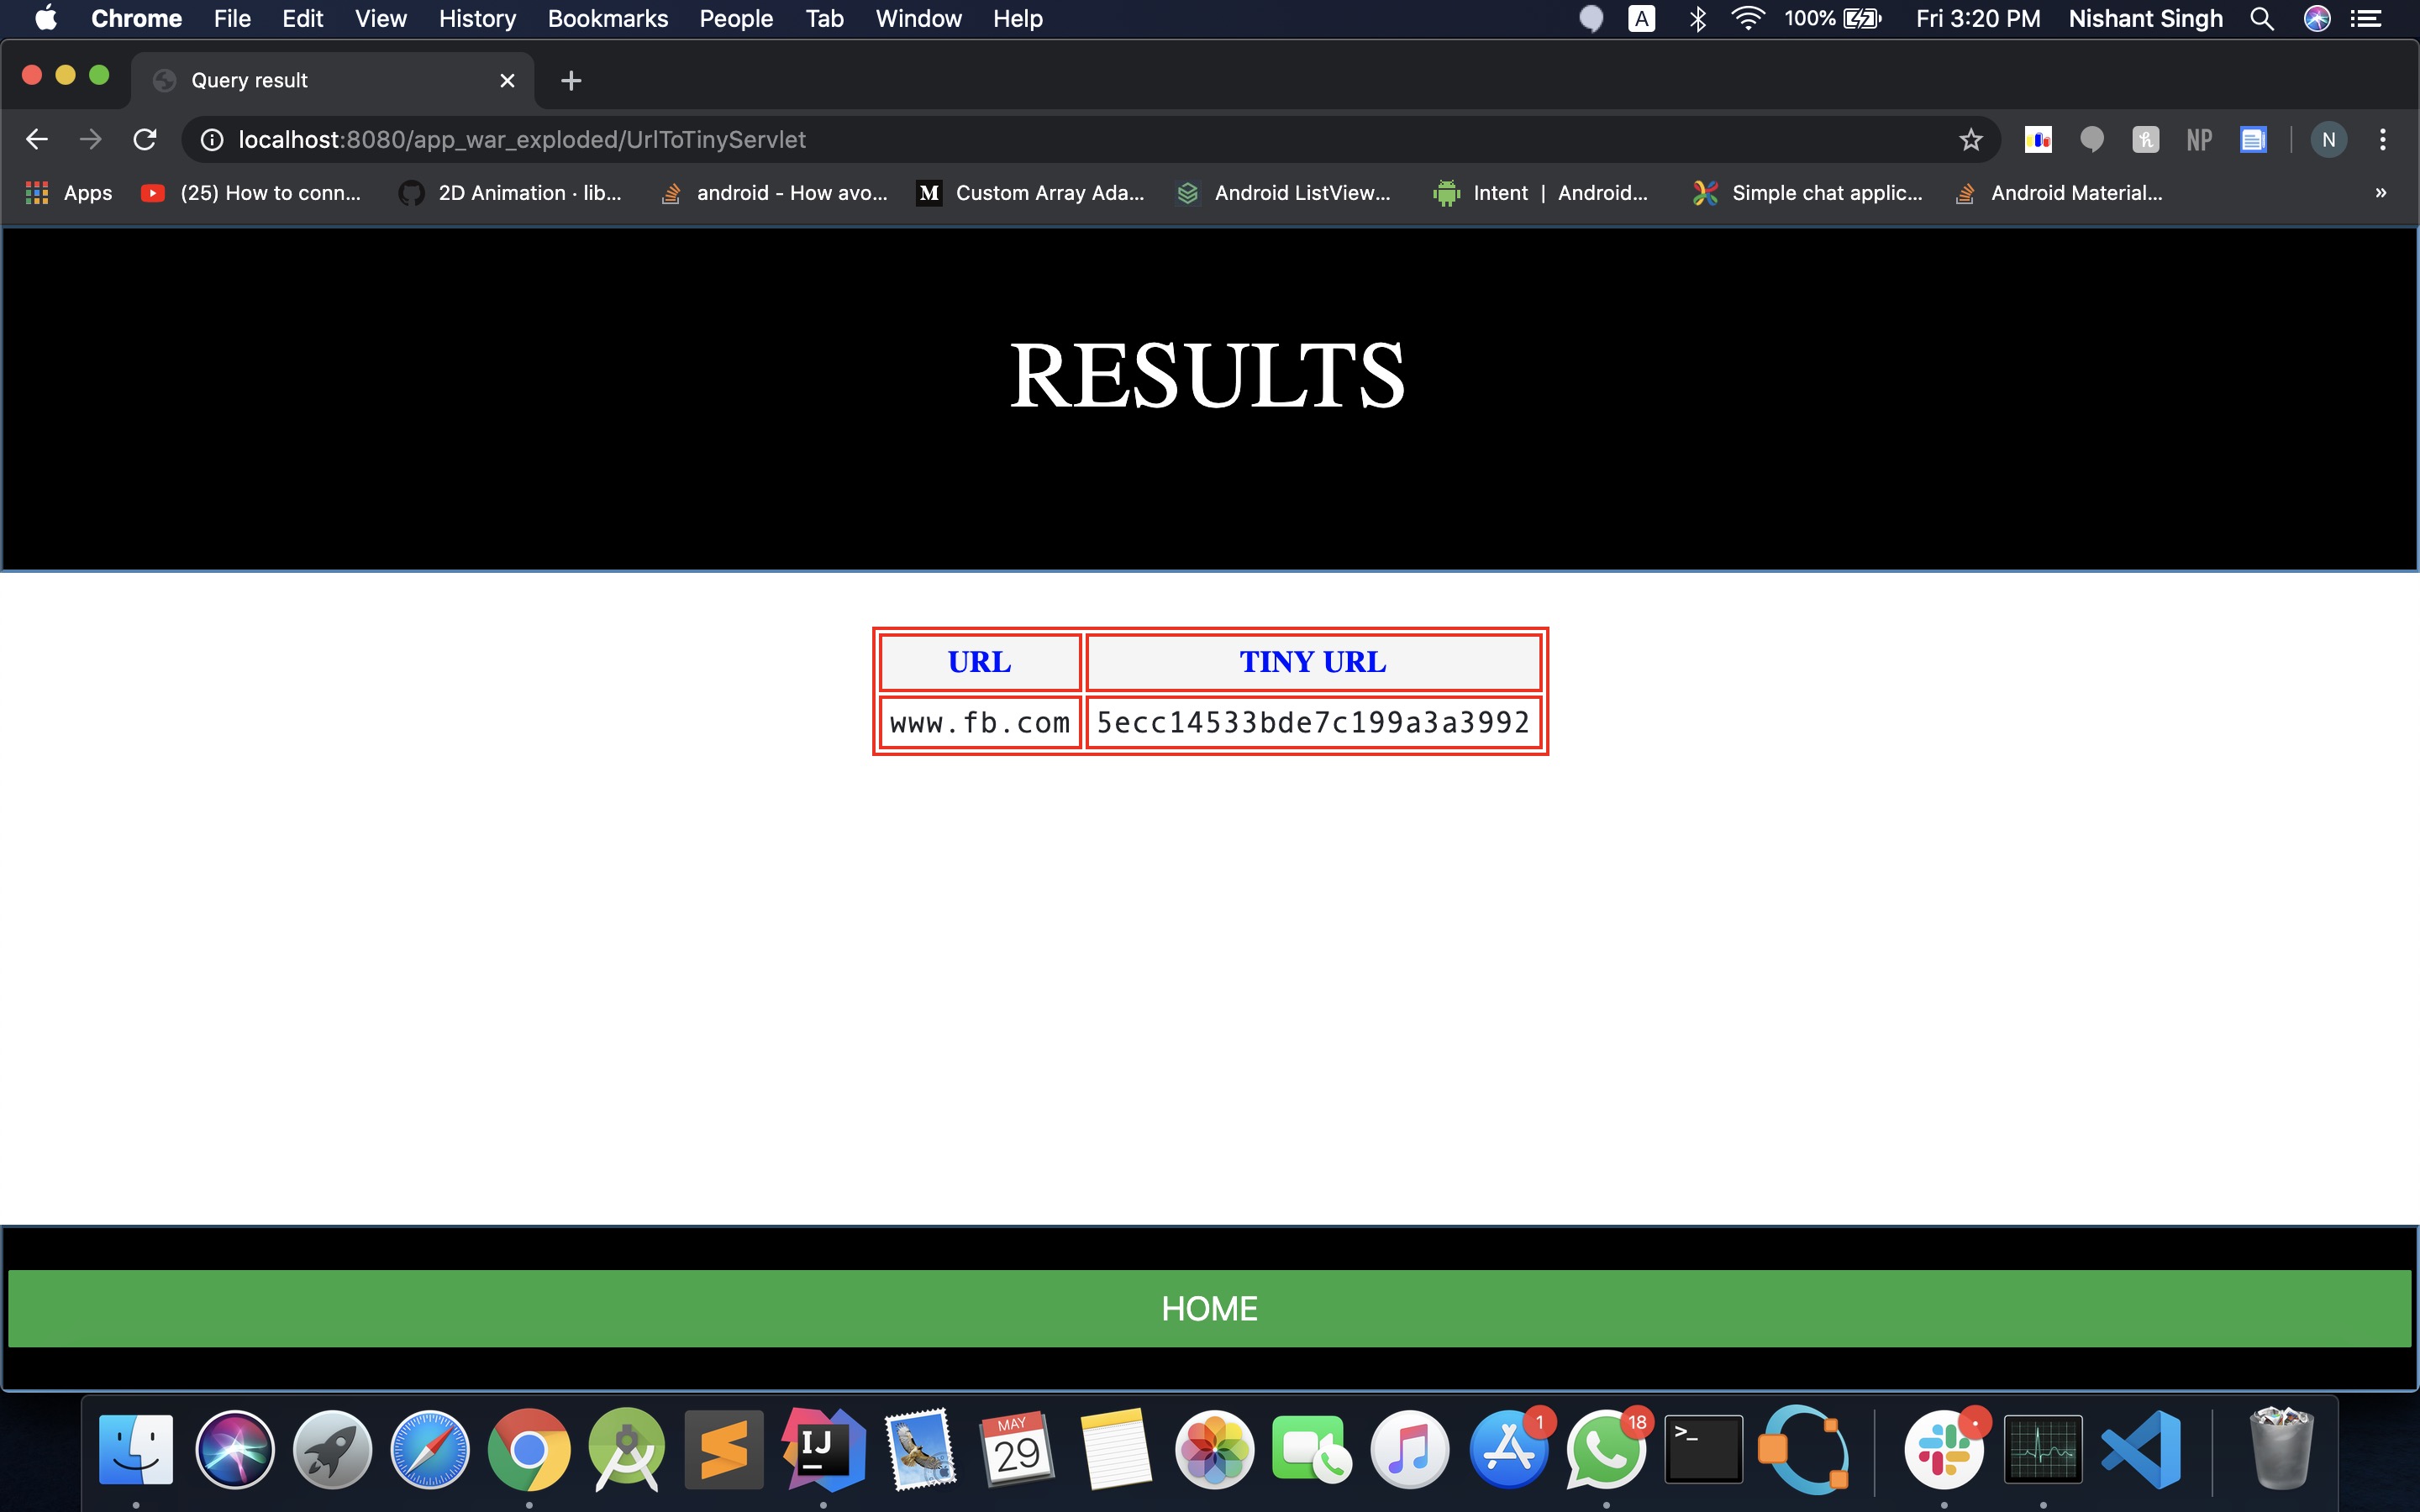 Chrome File Edit View History Bookmarks People Tab Window Help A 100% Fri 3:20 PM Nishant Singh
Query result
localhost:8080/app_war_exploded/UrlToTinyServlet NP N
Apps (25) How to conn... 2D Animation · lib... android - How avo... M Custom Array Ada... Android ListView... Intent | Android... Simple chat applic... Android Material... »
RESULTS
URL TINY URL
www.fb.com 5ecc14533bde7c199a3a3992
HOME
IJ MAY 29 1 18 >_